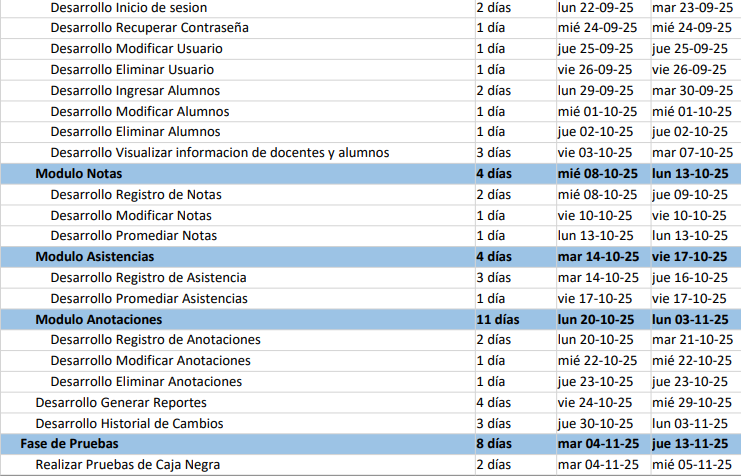 Desarrollo Inicio de sesion 2 días lun 22-09-25 mar 23-09-25
Desarrollo Recuperar Contraseña 1 día mié 24-09-25 mié 24-09-25
Desarrollo Modificar Usuario 1 día jue 25-09-25 jue 25-09-25
Desarrollo Eliminar Usuario 1 día vie 26-09-25 vie 26-09-25
Desarrollo Ingresar Alumnos 2 días lun 29-09-25 mar 30-09-25
Desarrollo Modificar Alumnos 1 día mié 01-10-25 mié 01-10-25
Desarrollo Eliminar Alumnos 1 día jue 02-10-25 jue 02-10-25
Desarrollo Visualizar informacion de docentes y alumnos 3 días vie 03-10-25 mar 07-10-25
Modulo Notas 4 días mié 08-10-25 lun 13-10-25
Desarrollo Registro de Notas 2 días mié 08-10-25 jue 09-10-25
Desarrollo Modificar Notas 1 día vie 10-10-25 vie 10-10-25
Desarrollo Promediar Notas 1 día lun 13-10-25 lun 13-10-25
Modulo Asistencias 4 días mar 14-10-25 vie 17-10-25
Desarrollo Registro de Asistencia 3 días mar 14-10-25 jue 16-10-25
Desarrollo Promediar Asistencias 1 día vie 17-10-25 vie 17-10-25
Modulo Anotaciones 11 días lun 20-10-25 lun 03-11-25
Desarrollo Registro de Anotaciones 2 días lun 20-10-25 mar 21-10-25
Desarrollo Modificar Anotaciones 1 día mié 22-10-25 mié 22-10-25
Desarrollo Eliminar Anotaciones 1 día jue 23-10-25 jue 23-10-25
Desarrollo Generar Reportes 4 días vie 24-10-25 mié 29-10-25
Desarrollo Historial de Cambios 3 días jue 30-10-25 lun 03-11-25
Fase de Pruebas 8 días mar 04-11-25 jue 13-11-25
Realizar Pruebas de Caja Negra 2 días mar 04-11-25 mié 05-11-25